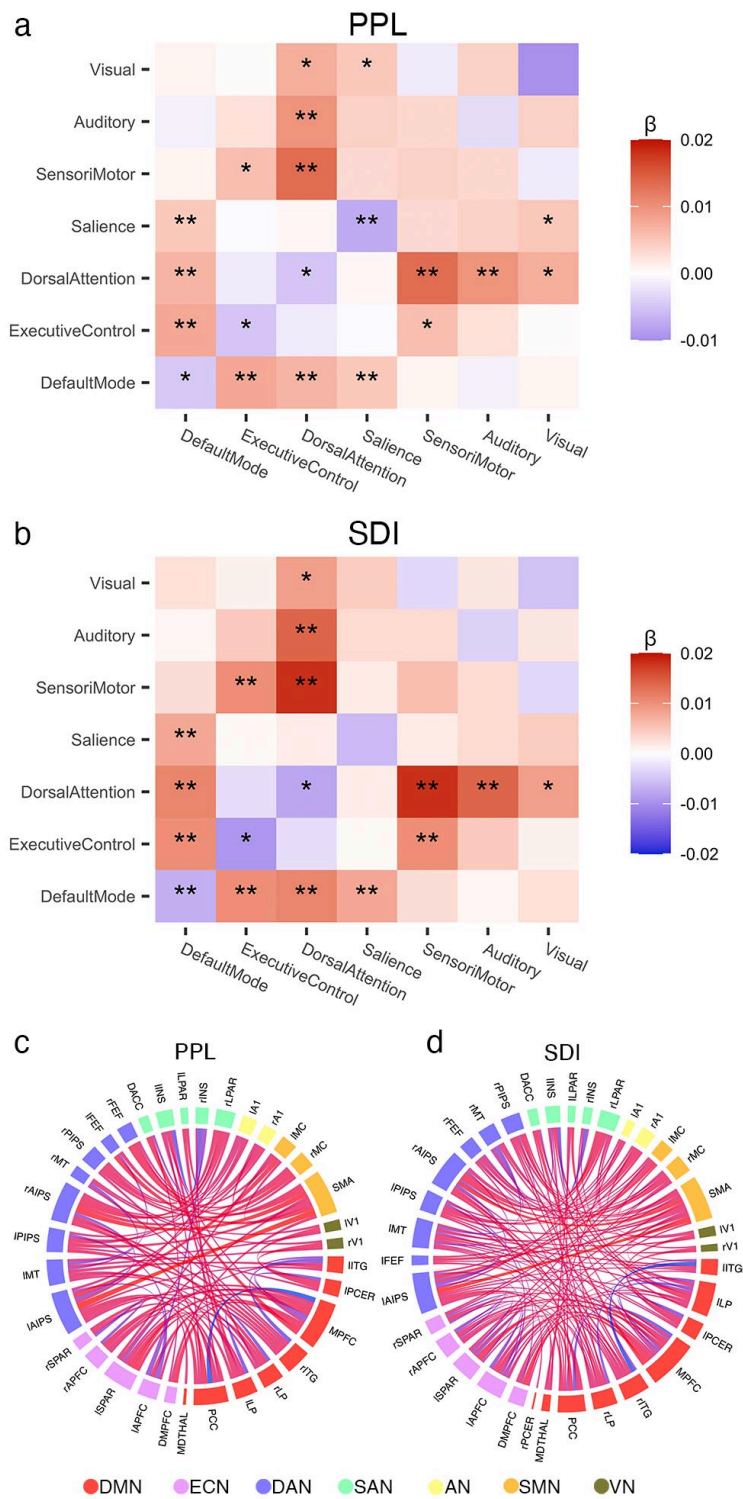 a PPL
Visual * *
Auditory **
SensoriMotor * **
Salience ** ** *
DorsalAttention ** * ** ** *
ExecutiveControl ** * *
DefaultMode * ** ** **
DefaultMode ExecutiveControl DorsalAttention Salience SensoriMotor Auditory Visual
β
0.02
0.01
0.00
-0.01
b SDI
Visual *
Auditory **
SensoriMotor ** **
Salience **
DorsalAttention ** * ** ** *
ExecutiveControl ** * **
DefaultMode ** ** ** **
DefaultMode ExecutiveControl DorsalAttention Salience SensoriMotor Auditory Visual
β
0.02
0.01
0.00
-0.01
-0.02
c PPL
DACC
lINS
lLPAR
rINS
rLPAR
lA1
rA1
lMC
rMC
SMA
lV1
rV1
lITG
lPCER
MPFC
rITG
rLP
lLP
PCC
MDTHAL
DMPFC
lAPFC
lSPAR
rAPFC
rSPAR
lAIPS
lMT
lPIPS
rAIPS
rMT
rPIPS
lFEF
rFEF
d SDI
DACC
lINS
lLPAR
rINS
rLPAR
lA1
rA1
lMC
rMC
SMA
lV1
rV1
lITG
lLP
lPCER
MPFC
rITG
rLP
PCC
MDTHAL
rPCER
DMPFC
lAPFC
lSPAR
rAPFC
rSPAR
lAIPS
lFEF
lMT
lPIPS
rAIPS
rFEF
rMT
rPIPS
DMN ECN DAN SAN AN SMN VN